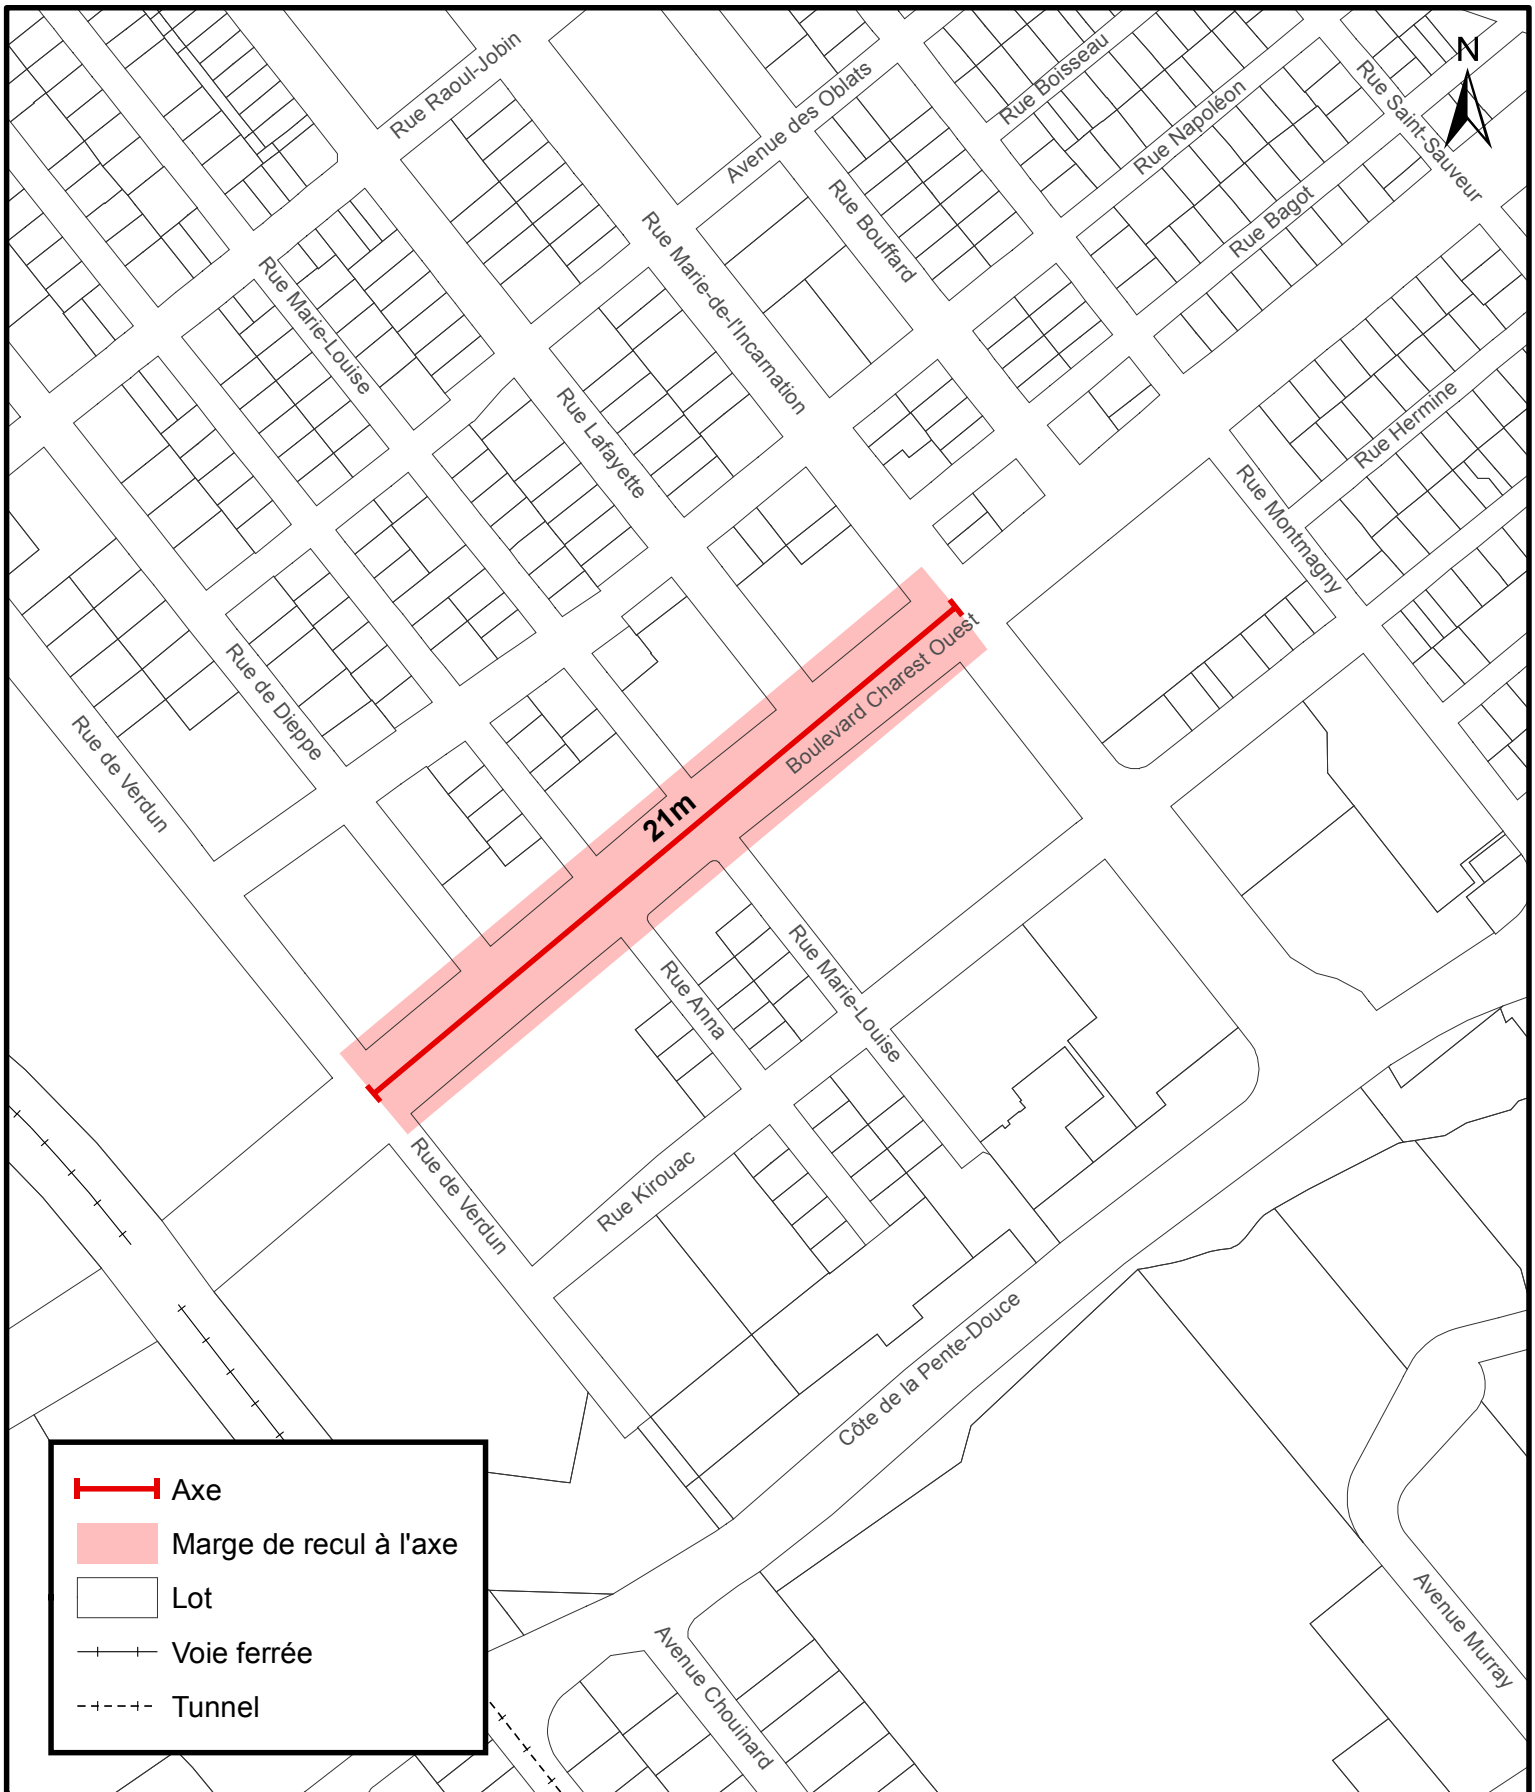 N
Rue Raoul-Jobin
Avenue des Oblats
Rue Boisseau
Rue Napoléon
Rue Saint-Sauveur
Rue Bagot
Rue Bouffard
Rue Marie-de-l'Incarnation
Rue Marie-Louise
Rue Lafayette
Rue Hermine
Rue Montmagny
Rue de Dieppe
Rue de Verdun
Boulevard Charest Ouest
21m
Rue Anna
Rue Marie-Louise
Rue de Verdun
Rue Kirouac
Côte de la Pente-Douce
Avenue Murray
Avenue Chouinard
Axe
Marge de recul à l'axe
Lot
Voie ferrée
Tunnel